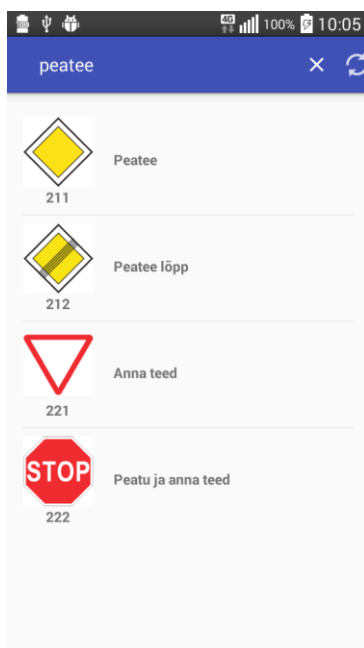 4G 100% 10:05
peatee
Peatee
211
Peatee lõpp
212
Anna teed
221
STOP
Peatu ja anna teed
222